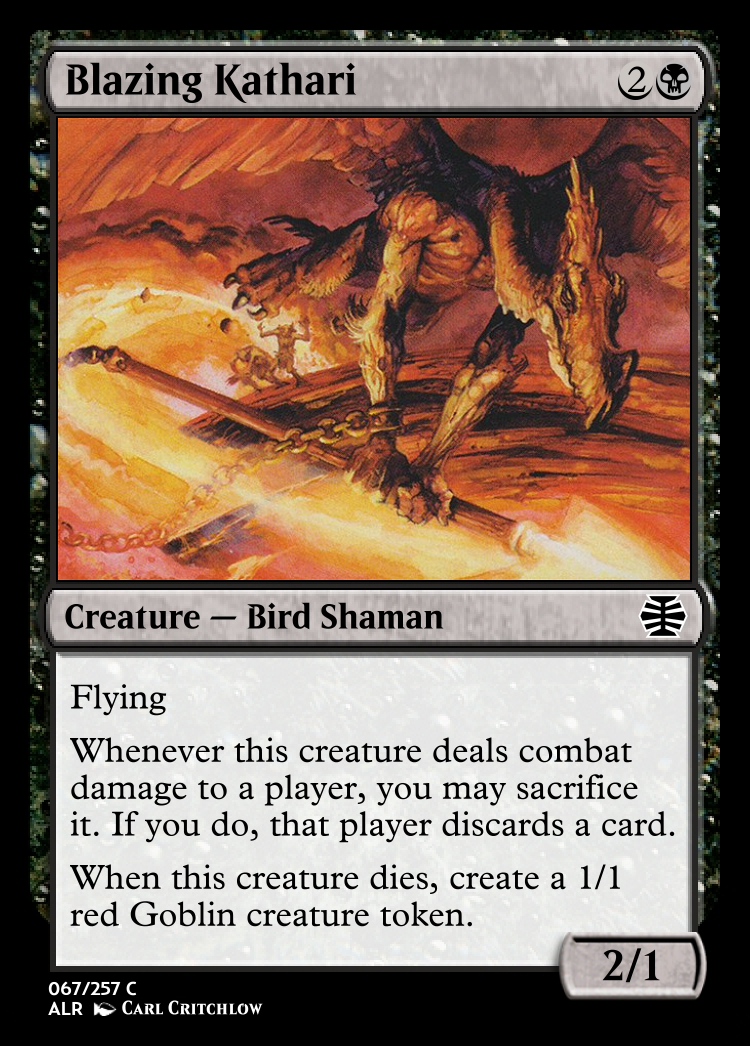 Blazing Kathari 2
Creature — Bird Shaman
Flying
Whenever this creature deals combat
damage to a player, you may sacrifice
it. If you do, that player discards a card.
When this creature dies, create a 1/1
red Goblin creature token.
2/1
067/257 C
ALR Carl Critchlow